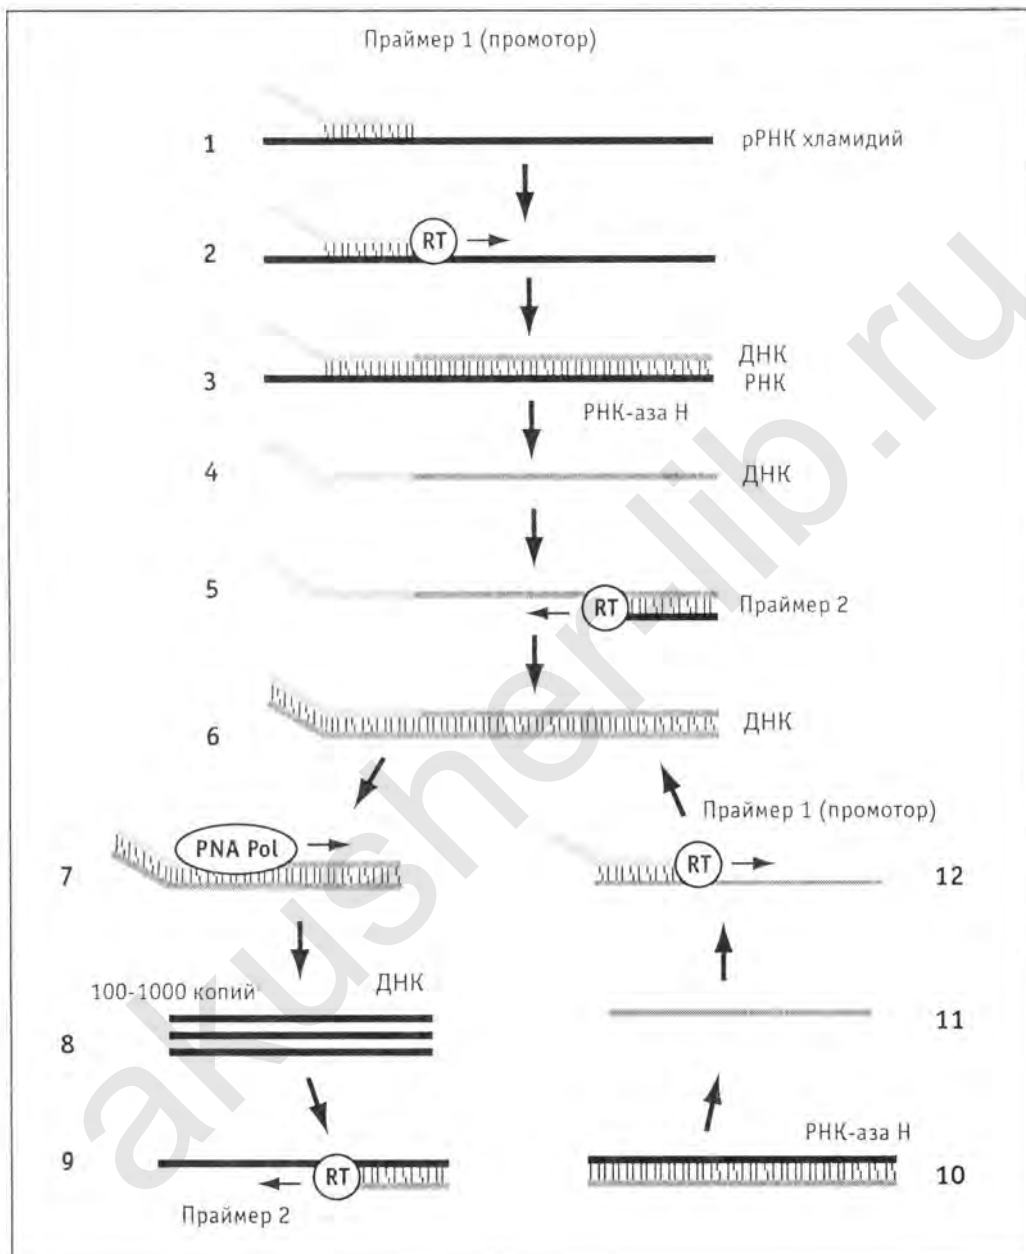 Праймер 1 (промотор)
1
рРНК хламидий
2
RT
3
ДНК
РНК
РНК-аза Н
4
ДНК
5
RT
Праймер 2
6
ДНК
Праймер 1 (промотор)
7
PNA Pol
RT
12
100-1000 копий
ДНК
8
11
9
RT
Праймер 2
РНК-аза Н
10
akusher-lib.ru